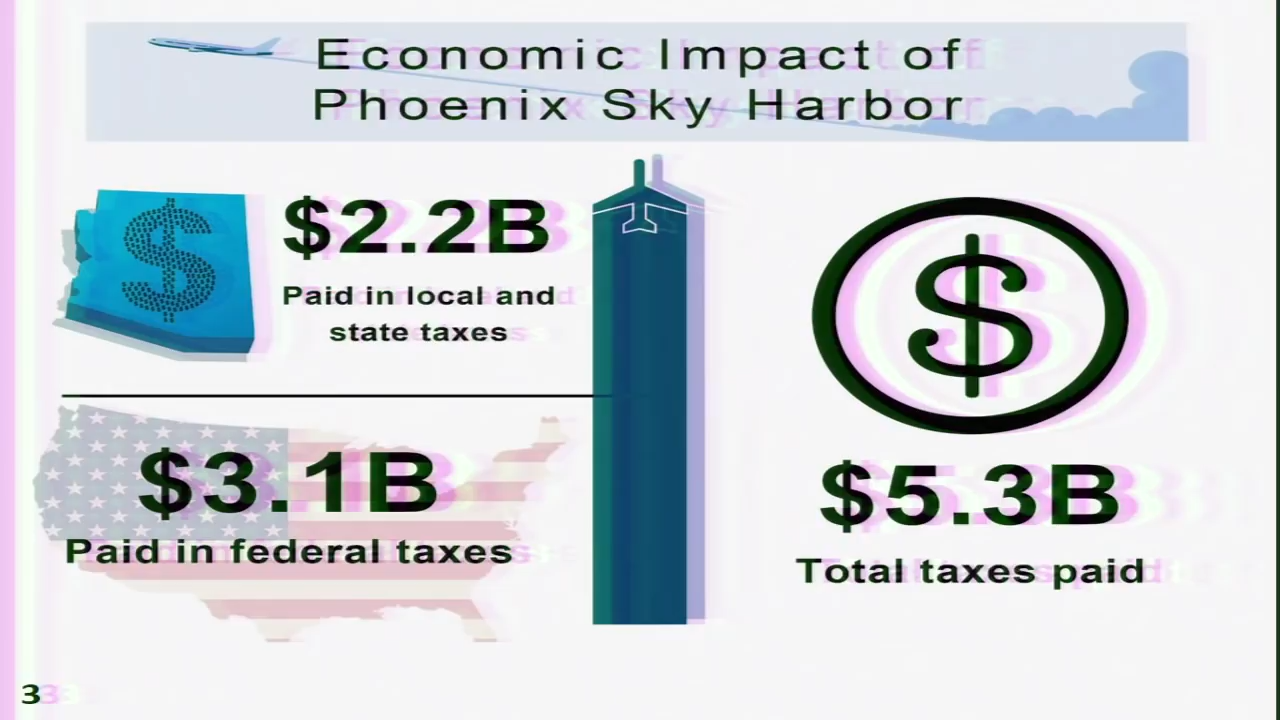 Economic Impact of
Phoenix Sky Harbor
$2.2B
Paid in local and
state taxes
$3.1B
Paid in federal taxes
$5.3B
Total taxes paid
3